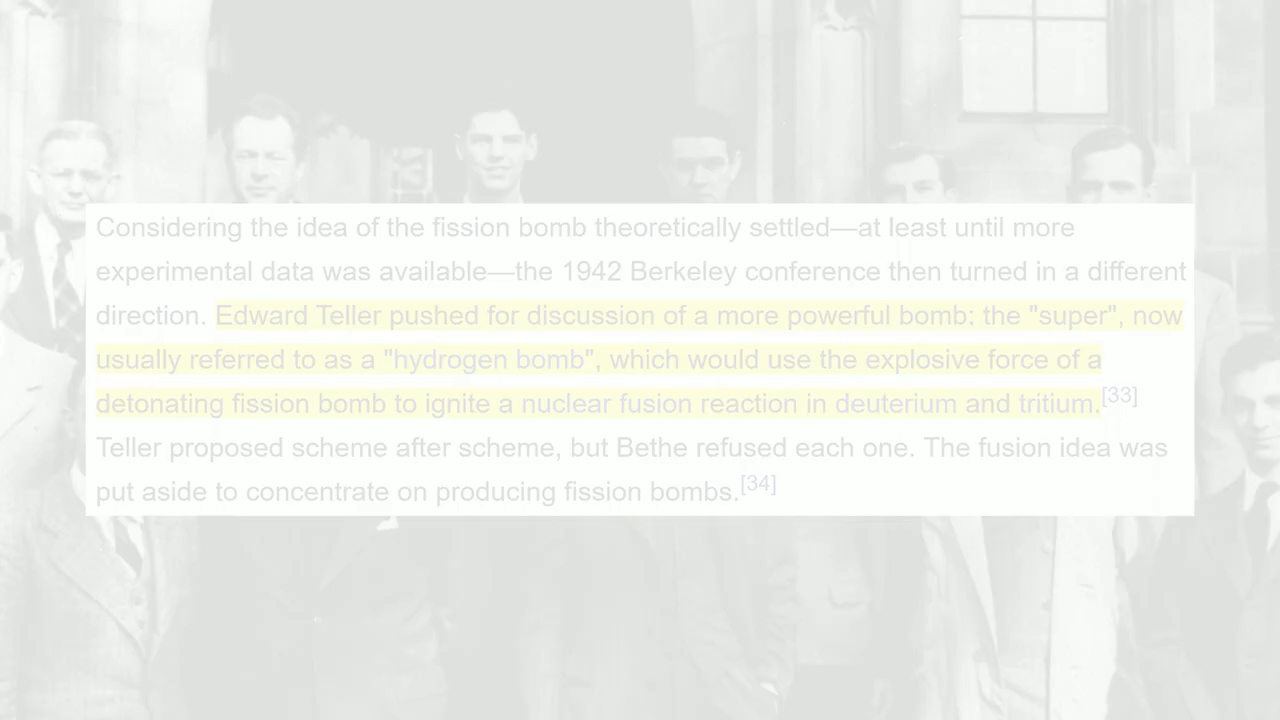 Considering the idea of the fission bomb theoretically settled—at least until more
experimental data was available—the 1942 Berkeley conference then turned in a different
direction. Edward Teller pushed for discussion of a more powerful bomb: the "super", now
usually referred to as a "hydrogen bomb", which would use the explosive force of a
detonating fission bomb to ignite a nuclear fusion reaction in deuterium and tritium.[33]
Teller proposed scheme after scheme, but Bethe refused each one. The fusion idea was
put aside to concentrate on producing fission bombs.[34]